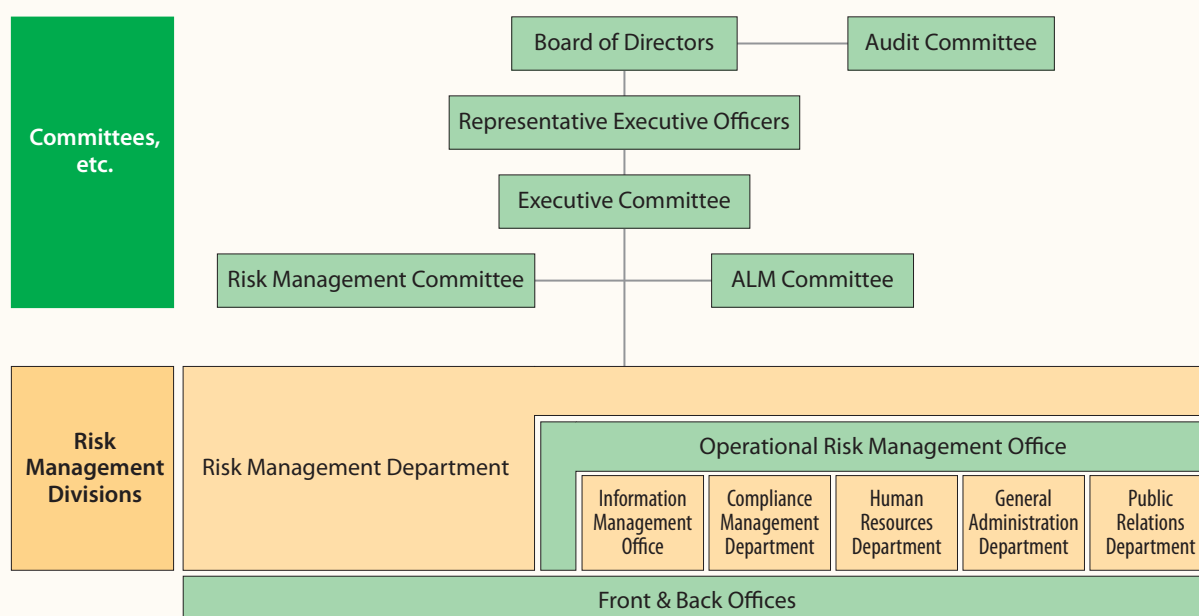 Board of Directors
Audit Committee
Committees,
etc.
Representative Executive Officers
Executive Committee
Risk Management Committee
ALM Committee
Risk
Management
Divisions
Risk Management Department
Operational Risk Management Office
Information
Management
Office
Compliance
Management
Department
Human
Resources
Department
General
Administration
Department
Public
Relations
Department
Front & Back Offices